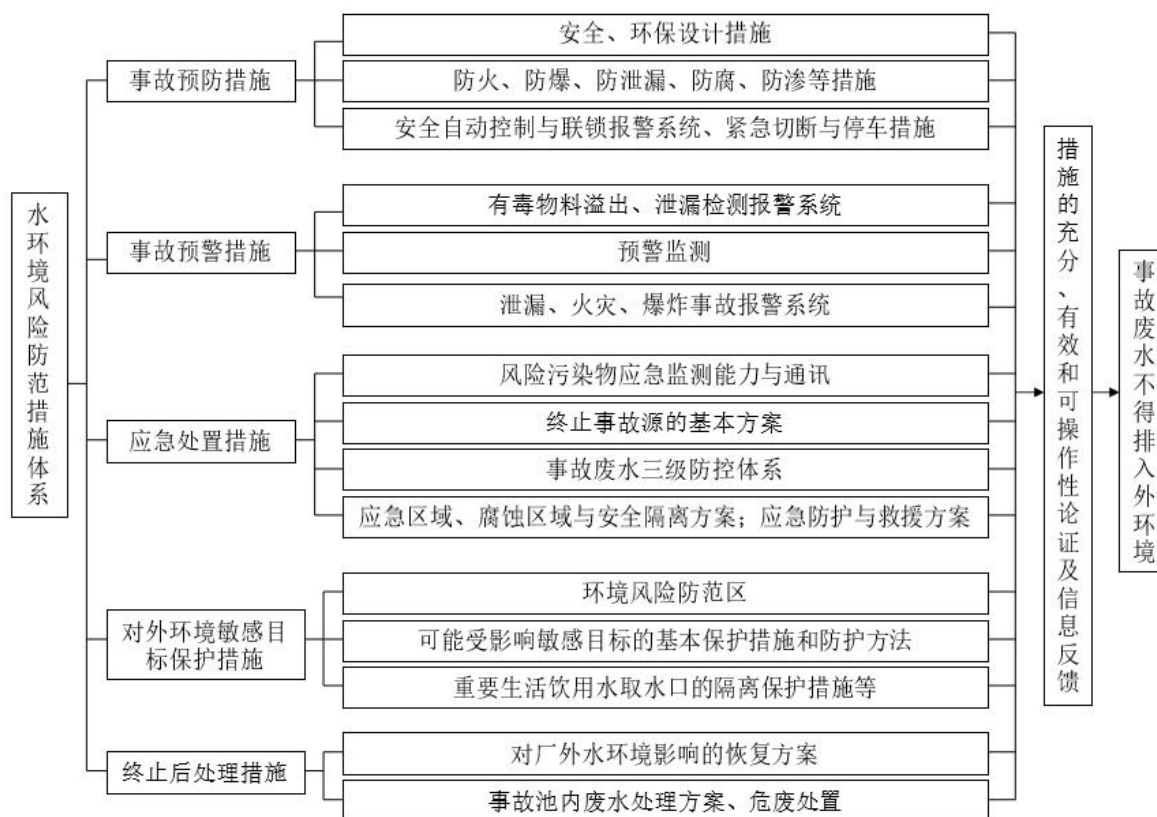 水环境风险防范措施体系
事故预防措施
安全、环保设计措施
防火、防爆、防泄漏、防腐、防渗等措施
安全自动控制与联锁报警系统、紧急切断与停车措施
事故预警措施
有毒物料溢出、泄漏检测报警系统
预警监测
泄漏、火灾、爆炸事故报警系统
应急处置措施
风险污染物应急监测能力与通讯
终止事故源的基本方案
事故废水三级防控体系
应急区域、腐蚀区域与安全隔离方案；应急防护与救援方案
对外环境敏感目
标保护措施
环境风险防范区
可能受影响敏感目标的基本保护措施和防护方法
重要生活饮用水取水口的隔离保护措施等
终止后处理措施
对厂外水环境影响的恢复方案
事故池内废水处理方案、危废处置
措施的充分、有效和可操作性论证及信息反馈
事故废水不得排入外环境